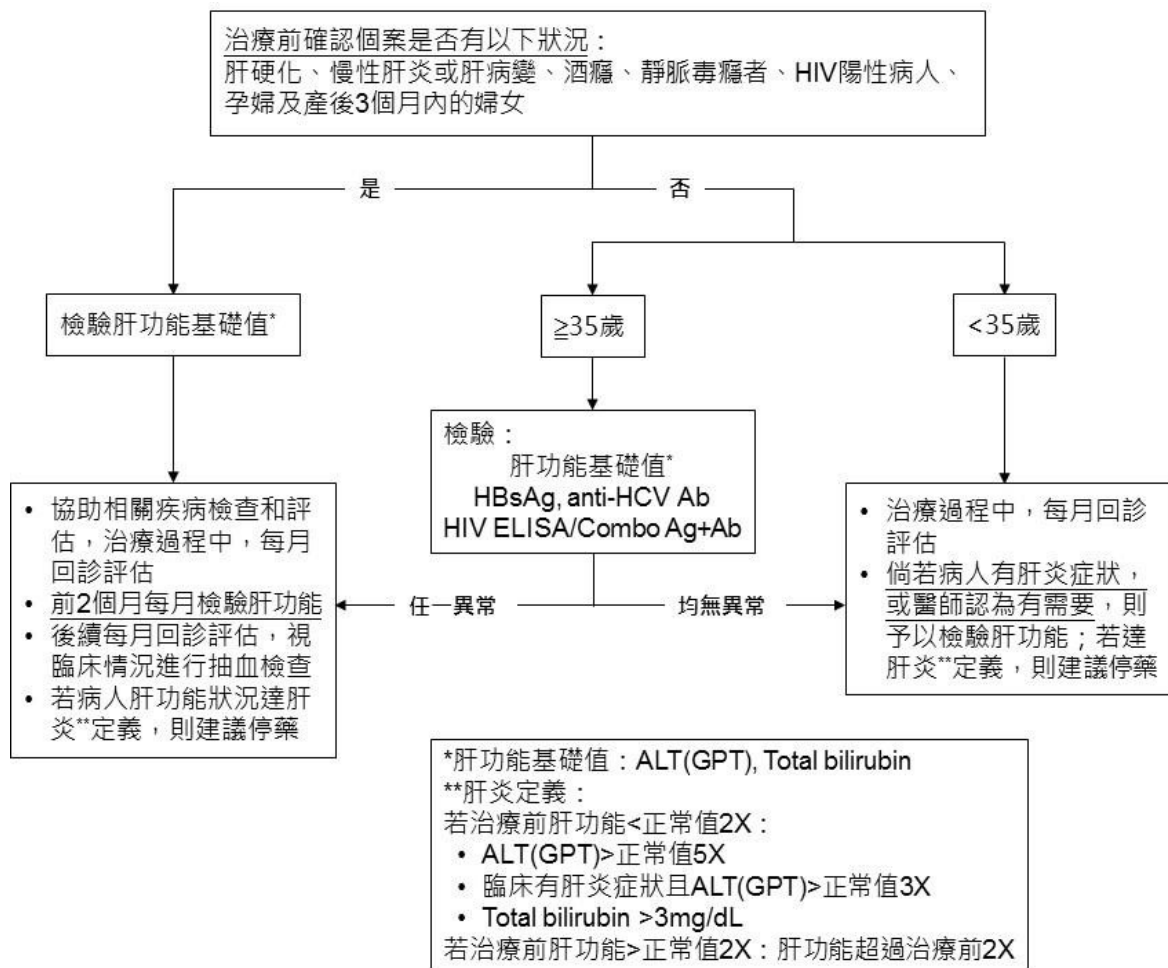 治療前確認個案是否有以下狀況：
肝硬化、慢性肝炎或肝病變、酒癮、靜脈毒癮者、HIV陽性病人、
孕婦及產後3個月內的婦女
是
否
檢驗肝功能基礎值*
≧35歲
<35歲
檢驗：
肝功能基礎值*
HBsAg, anti-HCV Ab
HIV ELISA/Combo Ag+Ab
• 協助相關疾病檢查和評
估，治療過程中，每月
回診評估
• 前2個月每月檢驗肝功能
• 後續每月回診評估，視
臨床情況進行抽血檢查
• 若病人肝功能狀況達肝
炎**定義，則建議停藥
任一異常
均無異常
• 治療過程中，每月回診
評估
• 倘若病人有肝炎症狀，
或醫師認為有需要，則
予以檢驗肝功能；若達
肝炎**定義，則建議停藥
*肝功能基礎值：ALT(GPT), Total bilirubin
**肝炎定義：
若治療前肝功能<正常值2X：
• ALT(GPT)>正常值5X
• 臨床有肝炎症狀且ALT(GPT)>正常值3X
• Total bilirubin >3mg/dL
若治療前肝功能>正常值2X：肝功能超過治療前2X